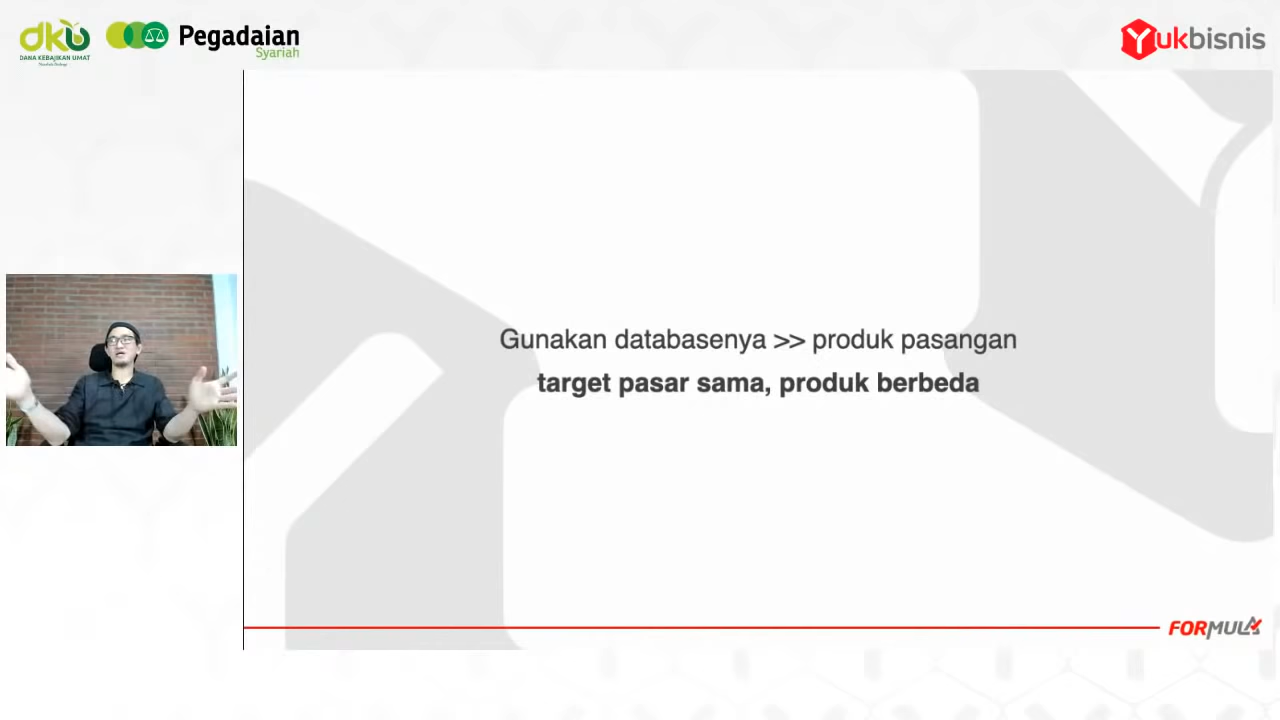 dku
DANA KEBAJIKAN UMAT
Pegadaian
Syariah
Yukbisnis
Gunakan databasenya >> produk pasangan
target pasar sama, produk berbeda
FORMULA